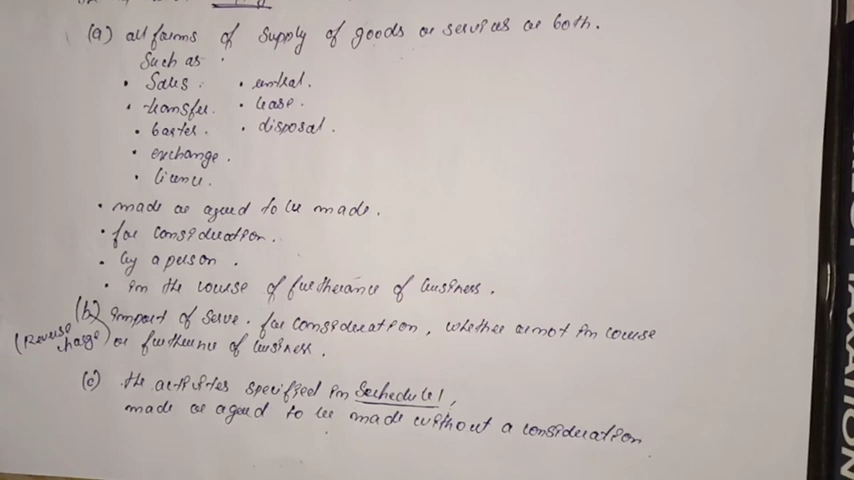 (a) all forms of supply of goods or services or both.
Such as
• Sales. • rental.
• transfer. • lease.
• barter. • disposal.
• exchange.
• licence.
• made or agreed to be made.
• for consideration.
• by a person.
• in the course of furtherance of business.
(b) import of serve. for consideration, whether or not in course
(Reverse charge) or furtherance of business.
(c) the activities specified in Schedule I,
made or agreed to be made without a consideration
TAXATION